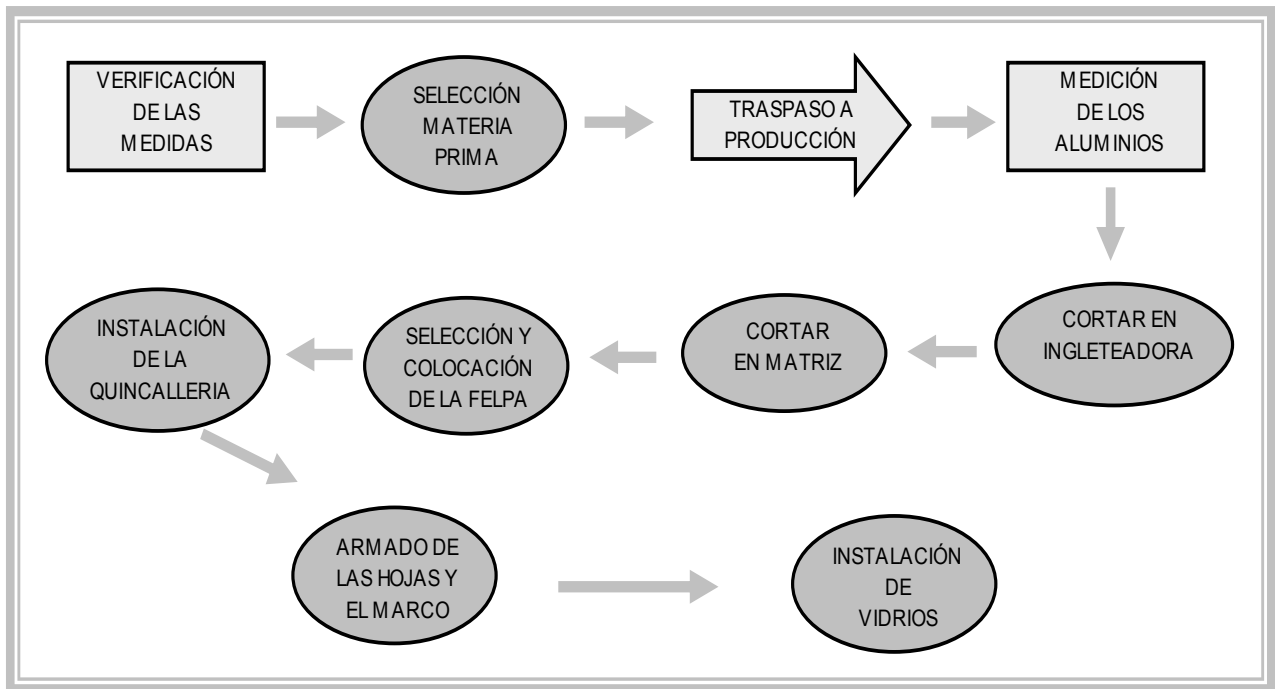 VERIFICACIÓN
DE LAS
MEDIDAS
SELECCIÓN
MATERIA
PRIMA
TRASPASO A
PRODUCCIÓN
MEDICIÓN
DE LOS
ALUMINIOS
CORTAR EN
INGLETEADORA
CORTAR
EN MATRIZ
SELECCIÓN Y
COLOCACIÓN
DE LA FELPA
INSTALACIÓN
DE LA
QUINCALLERIA
ARMADO DE
LAS HOJAS Y
EL MARCO
INSTALACIÓN
DE
VIDRIOS